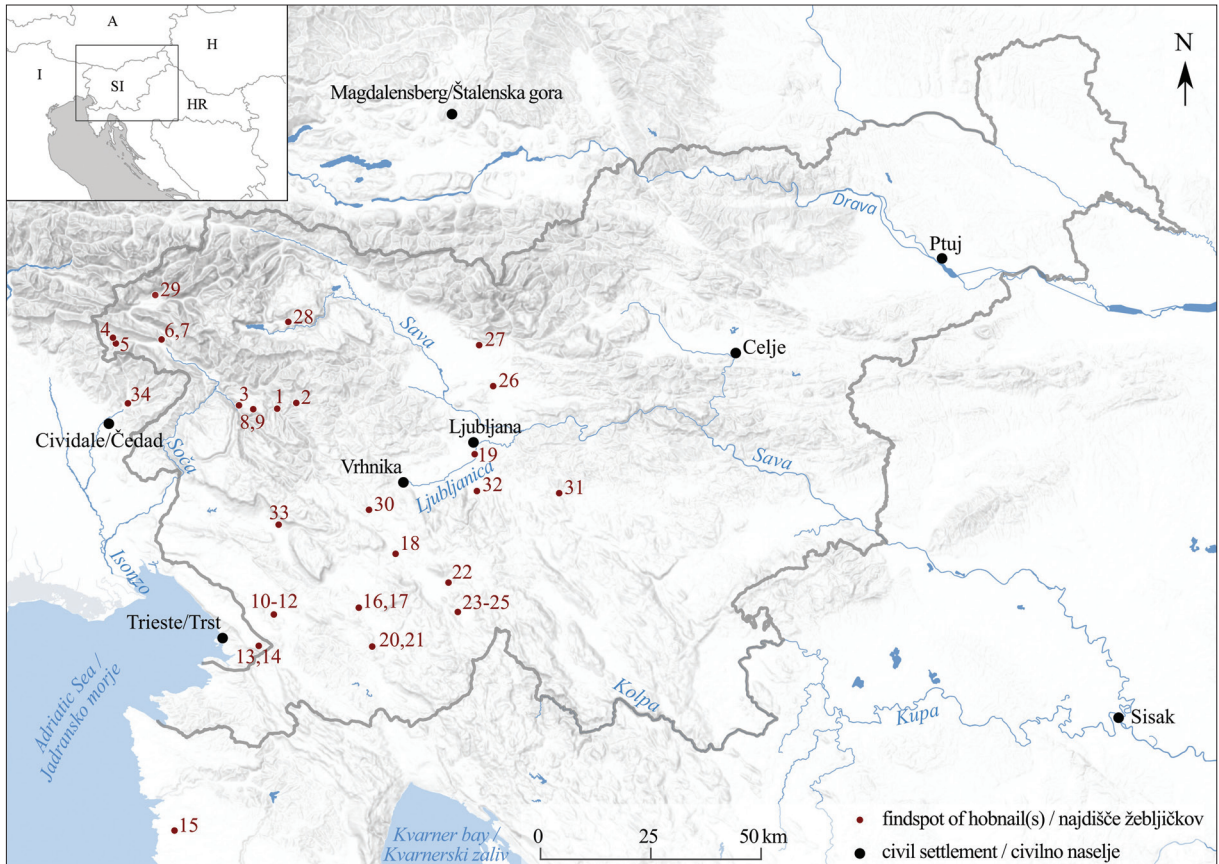 A
H
I
SI
HR
N
Magdalensberg/Štalenska gora
Drava
Ptuj
29
4
5
6,7
28
Sava
27
Celje
26
34
3
1
2
8,9
Cividale/Čedad
Soča
Ljubljana
19
Sava
Vrhnika
Ljubljanica
32
31
30
33
18
Isonzo
22
10-12
16,17
23-25
Trieste/Trst
13,14
20,21
Adriatic Sea /
Jadransko morje
Kolpa
Kupa
Sisak
15
Kvarner bay /
Kvarnerski zaliv
0 25 50 km
findspot of hobnail(s) / najdišče žebljičkov
civil settlement / civilno naselje